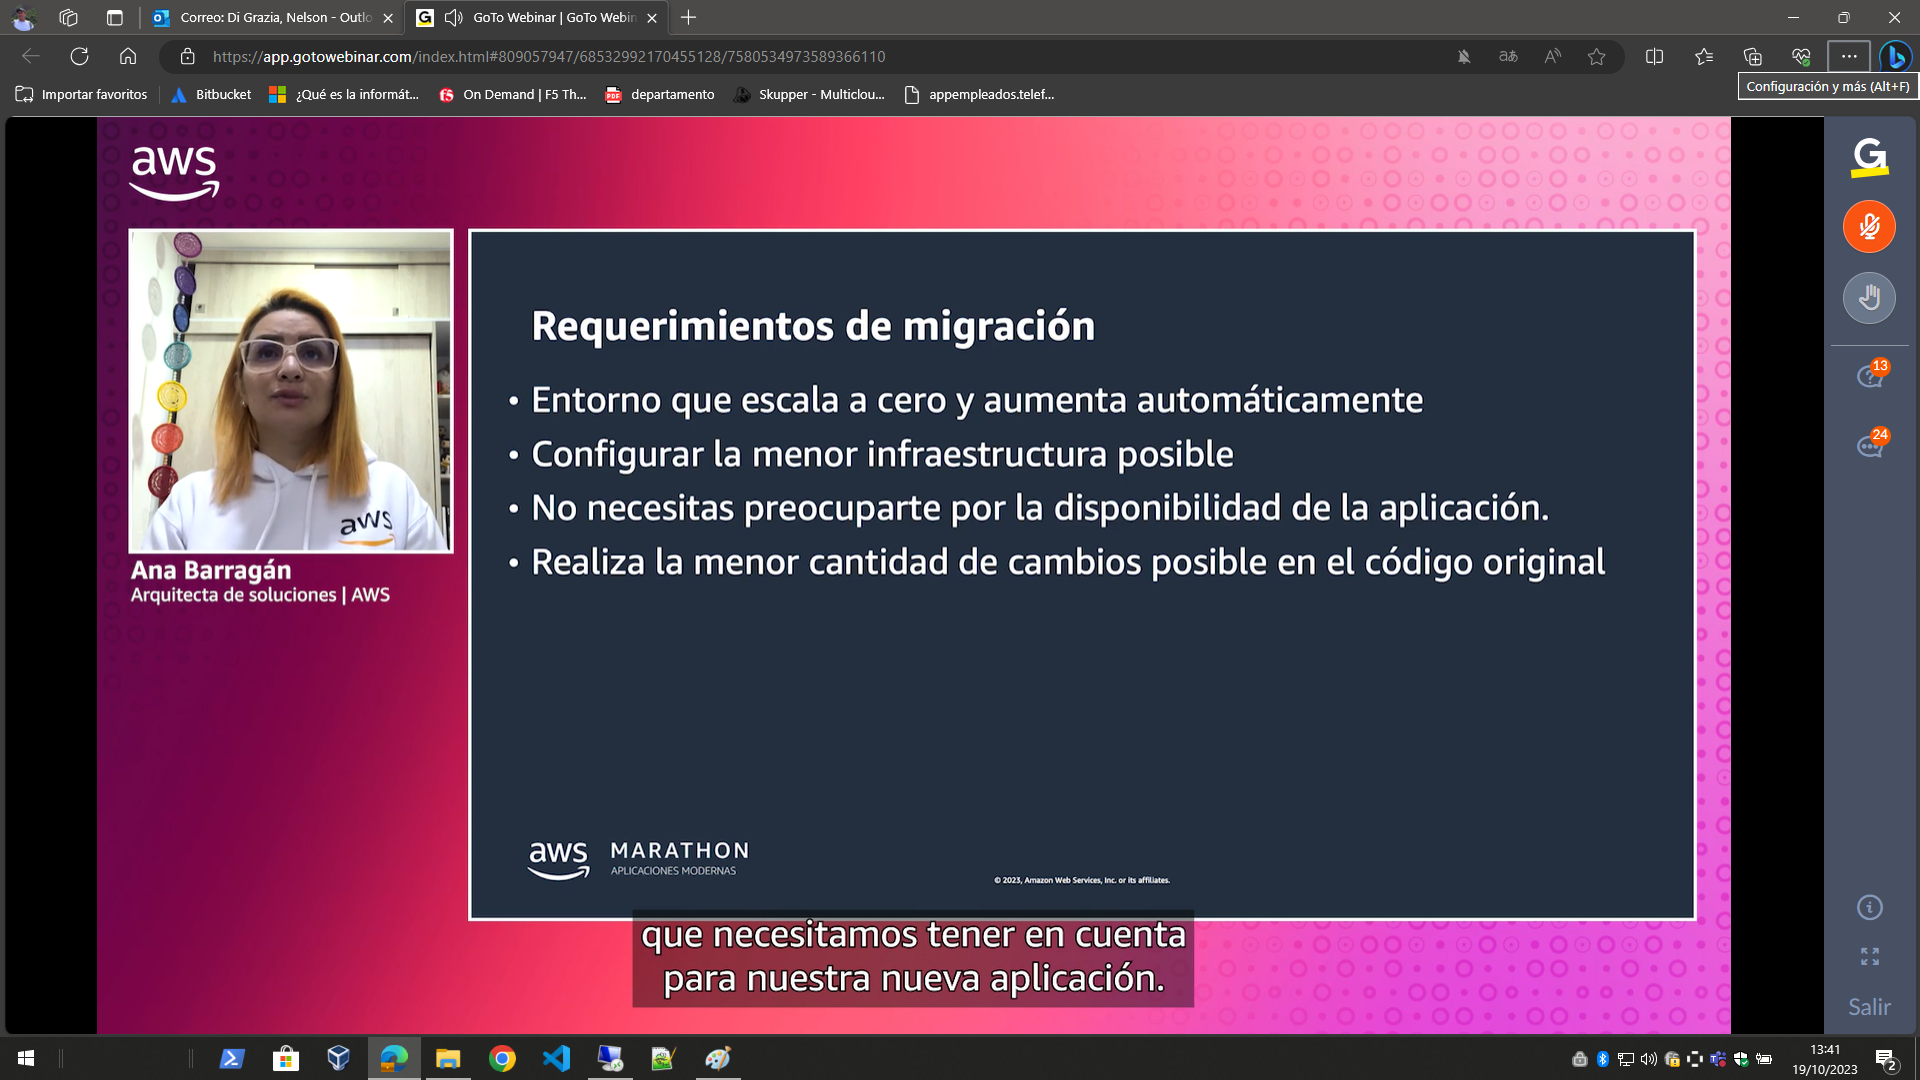 Correo: Di Grazia, Nelson - Outlo
GoTo Webinar | GoTo Webin
https://app.gotowebinar.com/index.html#809057947/68532992170455128/7580534973589366110
Importar favoritos
Bitbucket
¿Qué es la informát...
On Demand | F5 Th...
departamento
Skupper - Multiclou...
appempleados.telef...
Configuración y más (Alt+F)
aws
G
13
24
Requerimientos de migración
• Entorno que escala a cero y aumenta automáticamente
• Configurar la menor infraestructura posible
• No necesitas preocuparte por la disponibilidad de la aplicación.
• Realiza la menor cantidad de cambios posible en el código original
aws
Ana Barragán
Arquitecta de soluciones | AWS
aws MARATHON
APLICACIONES MODERNAS
© 2023, Amazon Web Services, Inc. or its affiliates.
que necesitamos tener en cuenta
para nuestra nueva aplicación.
Salir
13:41
19/10/2023
2